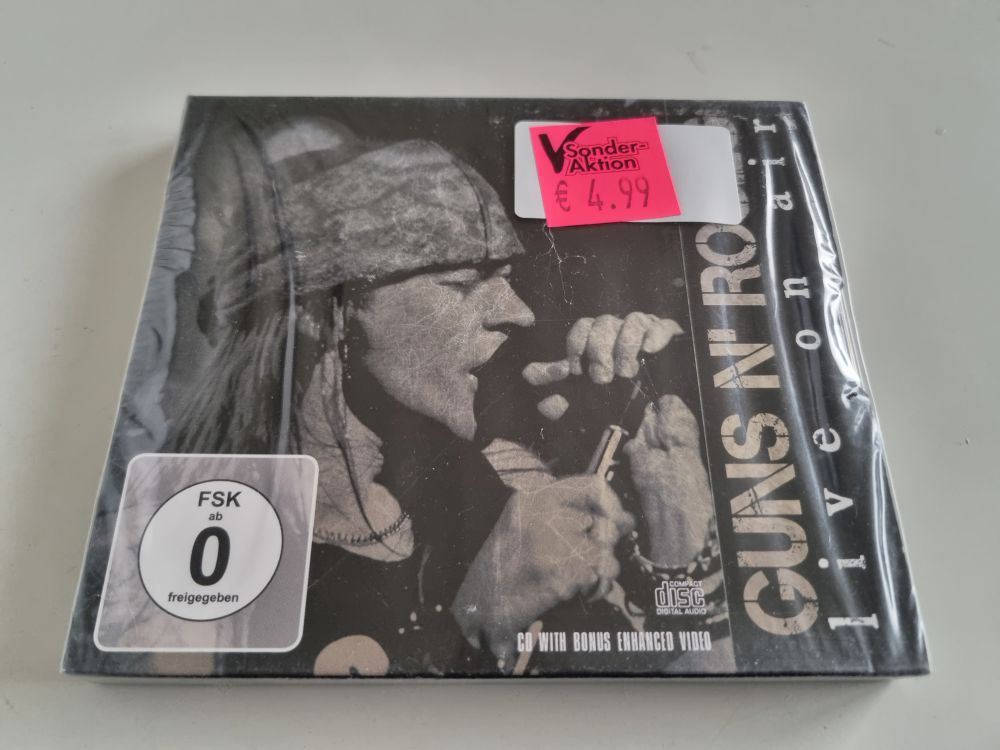 Sonder-
Aktion
€ 4.99
GUNS N' RO
live on air
FSK
ab
0
freigegeben
COMPACT
disc
DIGITAL AUDIO
CD WITH BONUS ENHANCED VIDEO